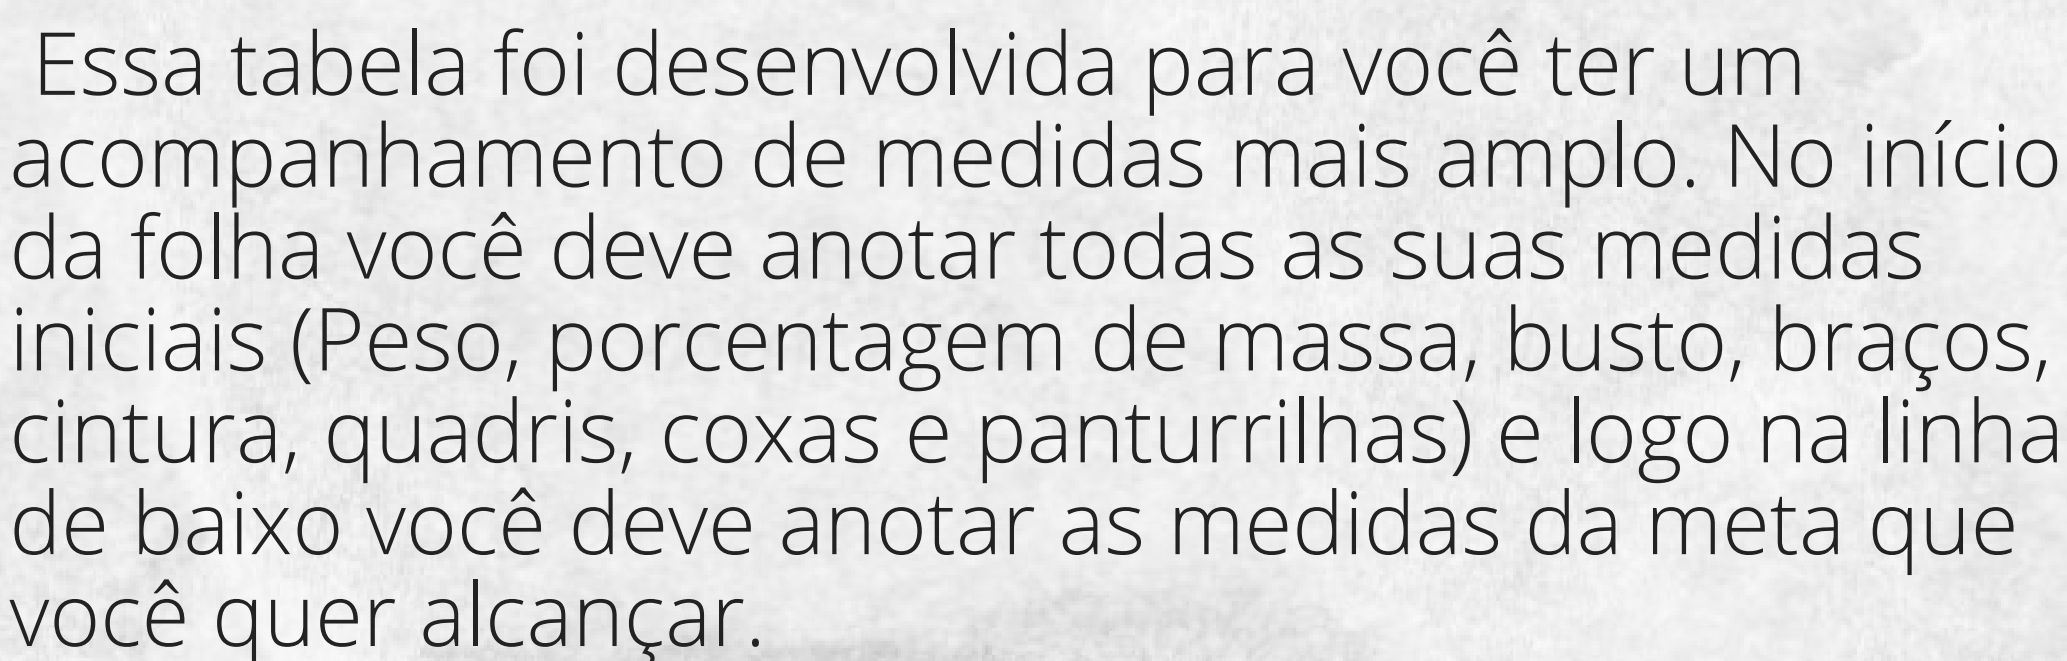 Essa tabela foi desenvolvida para você ter um
acompanhamento de medidas mais amplo. No início
da folha você deve anotar todas as suas medidas
iniciais (Peso, porcentagem de massa, busto, braços,
cintura, quadris, coxas e panturrilhas) e logo na linha
de baixo você deve anotar as medidas da meta que
você quer alcançar.